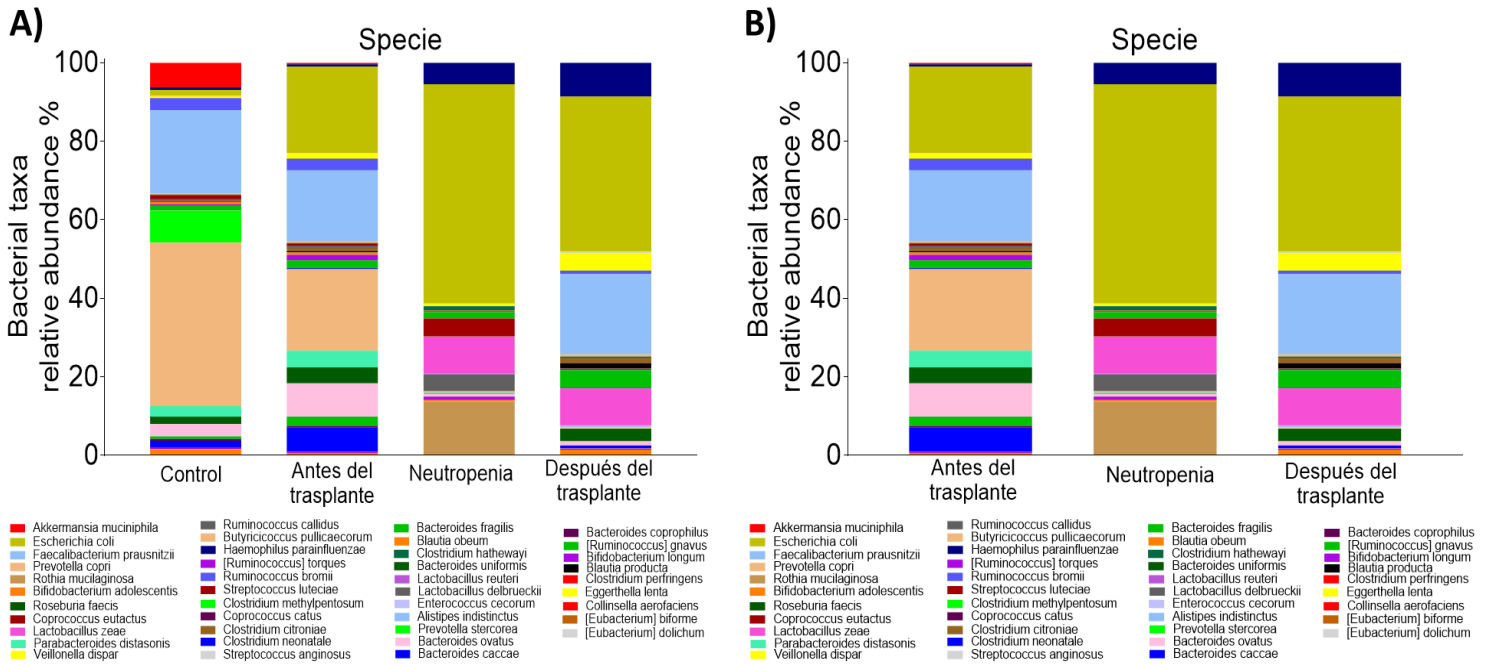 A)
Specie
Bacterial taxa
relative abundance %
100
80
60
40
20
0
Control
Antes del
trasplante
Neutropenia
Después del
trasplante
Akkermansia muciniphila
Escherichia coli
Faecalibacterium prausnitzii
Prevotella copri
Rothia mucilaginosa
Bifidobacterium adolescentis
Roseburia faecis
Coprococcus eutactus
Lactobacillus zeae
Parabacteroides distasonis
Veillonella dispar
Ruminococcus callidus
Butyricicoccus pullicaecorum
Haemophilus parainfluenzae
[Ruminococcus] torques
Ruminococcus bromii
Streptococcus luteciae
Clostridium methylpentosum
Coprococcus catus
Clostridium citroniae
Clostridium neonatale
Streptococcus anginosus
Bacteroides fragilis
Blautia obeum
Clostridium hathewayi
Bacteroides uniformis
Lactobacillus reuteri
Lactobacillus delbrueckii
Enterococcus cecorum
Alistipes indistinctus
Prevotella stercorea
Bacteroides ovatus
Bacteroides caccae
Bacteroides coprophilus
[Ruminococcus] gnavus
Bifidobacterium longum
Blautia producta
Clostridium perfringens
Eggerthella lenta
Collinsella aerofaciens
[Eubacterium] biforme
[Eubacterium] dolichum
B)
Specie
Bacterial taxa
relative abundance %
100
80
60
40
20
0
Antes del
trasplante
Neutropenia
Después del
trasplante
Akkermansia muciniphila
Escherichia coli
Faecalibacterium prausnitzii
Prevotella copri
Rothia mucilaginosa
Bifidobacterium adolescentis
Roseburia faecis
Coprococcus eutactus
Lactobacillus zeae
Parabacteroides distasonis
Veillonella dispar
Ruminococcus callidus
Butyricicoccus pullicaecorum
Haemophilus parainfluenzae
[Ruminococcus] torques
Ruminococcus bromii
Streptococcus luteciae
Clostridium methylpentosum
Coprococcus catus
Clostridium citroniae
Clostridium neonatale
Streptococcus anginosus
Bacteroides fragilis
Blautia obeum
Clostridium hathewayi
Bacteroides uniformis
Lactobacillus reuteri
Lactobacillus delbrueckii
Enterococcus cecorum
Alistipes indistinctus
Prevotella stercorea
Bacteroides ovatus
Bacteroides caccae
Bacteroides coprophilus
[Ruminococcus] gnavus
Bifidobacterium longum
Blautia producta
Clostridium perfringens
Eggerthella lenta
Collinsella aerofaciens
[Eubacterium] biforme
[Eubacterium] dolichum